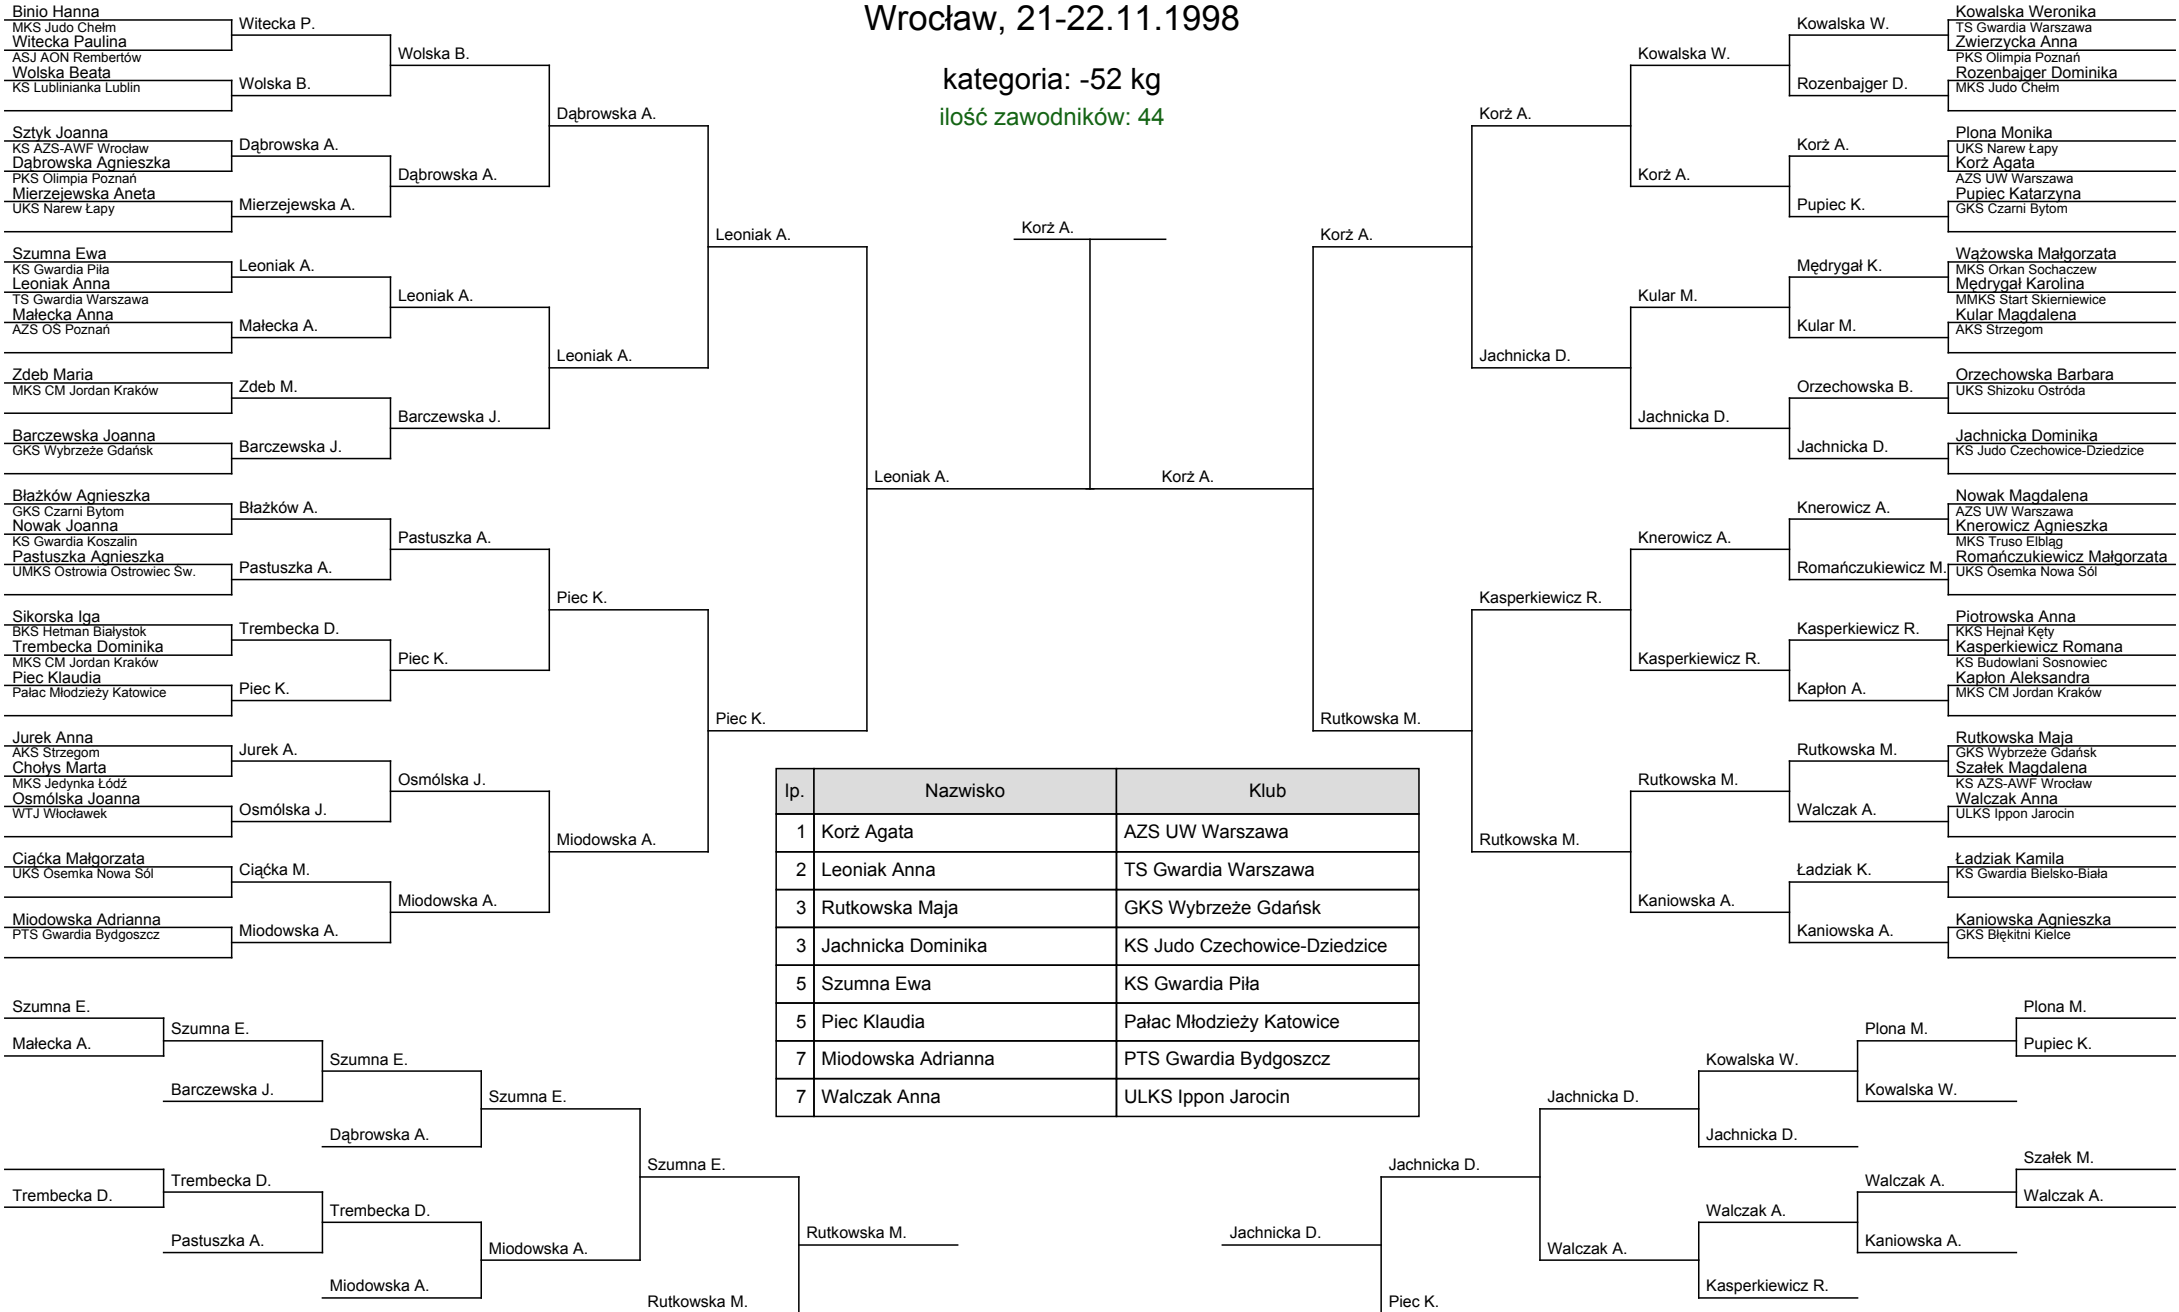 Wrocław, 21-22.11.1998
kategoria: -52 kg
ilość zawodników: 44
Binio Hanna
MKS Judo Chełm
Witecka Paulina
ASJ AON Rembertów
Wolska Beata
KS Lublinianka Lublin
Sztyk Joanna
KS AZS-AWF Wrocław
Dąbrowska Agnieszka
PKS Olimpia Poznań
Mierzejewska Aneta
UKS Narew Łapy
Szumna Ewa
KS Gwardia Piła
Leoniak Anna
TS Gwardia Warszawa
Małecka Anna
AZS OŚ Poznań
Zdeb Maria
MKS CM Jordan Kraków
Barczewska Joanna
GKS Wybrzeże Gdańsk
Błażków Agnieszka
GKS Czarni Bytom
Nowak Joanna
KS Gwardia Koszalin
Pastuszka Agnieszka
UMKS Ostrowia Ostrowiec Św.
Sikorska Iga
BKS Hetman Białystok
Trembecka Dominika
MKS CM Jordan Kraków
Piec Klaudia
Pałac Młodzieży Katowice
Jurek Anna
AKS Strzegom
Chołys Marta
MKS Jedynka Łódź
Osmólska Joanna
WTJ Włocławek
Ciąćka Małgorzata
UKS Ósemka Nowa Sól
Miodowska Adrianna
PTS Gwardia Bydgoszcz
Witecka P.
Wolska B.
Dąbrowska A.
Mierzejewska A.
Leoniak A.
Małecka A.
Zdeb M.
Barczewska J.
Błażków A.
Pastuszka A.
Trembecka D.
Piec K.
Jurek A.
Osmólska J.
Ciąćka M.
Miodowska A.
Wolska B.
Dąbrowska A.
Leoniak A.
Barczewska J.
Pastuszka A.
Piec K.
Osmólska J.
Miodowska A.
Dąbrowska A.
Leoniak A.
Piec K.
Miodowska A.
Leoniak A.
Piec K.
Leoniak A.
Korż A.
Korż A.
Korż A.
Rutkowska M.
Korż A.
Jachnicka D.
Kasperkiewicz R.
Rutkowska M.
Kowalska W.
Korż A.
Kular M.
Jachnicka D.
Knerowicz A.
Kasperkiewicz R.
Rutkowska M.
Kaniowska A.
Kowalska W.
Rozenbajger D.
Korż A.
Pupiec K.
Mędrygał K.
Kular M.
Orzechowska B.
Jachnicka D.
Knerowicz A.
Romańczukiewicz M.
Kasperkiewicz R.
Kapłon A.
Rutkowska M.
Walczak A.
Ładziak K.
Kaniowska A.
Kowalska Weronika
TS Gwardia Warszawa
Zwierzycka Anna
PKS Olimpia Poznań
Rozenbajger Dominika
MKS Judo Chełm
Plona Monika
UKS Narew Łapy
Korż Agata
AZS UW Warszawa
Pupiec Katarzyna
GKS Czarni Bytom
Wążowska Małgorzata
MKS Orkan Sochaczew
Mędrygał Karolina
MMKS Start Skierniewice
Kular Magdalena
AKS Strzegom
Orzechowska Barbara
UKS Shizoku Ostróda
Jachnicka Dominika
KS Judo Czechowice-Dziedzice
Nowak Magdalena
AZS UW Warszawa
Knerowicz Agnieszka
MKS Truso Elbląg
Romańczukiewicz Małgorzata
UKS Ósemka Nowa Sól
Piotrowska Anna
KKS Hejnał Kęty
Kasperkiewicz Romana
KS Budowlani Sosnowiec
Kapłon Aleksandra
MKS CM Jordan Kraków
Rutkowska Maja
GKS Wybrzeże Gdańsk
Szałek Magdalena
KS AZS-AWF Wrocław
Walczak Anna
ULKS Ippon Jarocin
Ładziak Kamila
KS Gwardia Bielsko-Biała
Kaniowska Agnieszka
GKS Błękitni Kielce
lp. Nazwisko Klub
1 Korż Agata AZS UW Warszawa
2 Leoniak Anna TS Gwardia Warszawa
3 Rutkowska Maja GKS Wybrzeże Gdańsk
3 Jachnicka Dominika KS Judo Czechowice-Dziedzice
5 Szumna Ewa KS Gwardia Piła
5 Piec Klaudia Pałac Młodzieży Katowice
7 Miodowska Adrianna PTS Gwardia Bydgoszcz
7 Walczak Anna ULKS Ippon Jarocin
Szumna E.
Małecka A.
Trembecka D.
Szumna E.
Barczewska J.
Trembecka D.
Pastuszka A.
Szumna E.
Dąbrowska A.
Trembecka D.
Miodowska A.
Szumna E.
Miodowska A.
Szumna E.
Rutkowska M.
Rutkowska M.
Jachnicka D.
Jachnicka D.
Piec K.
Jachnicka D.
Walczak A.
Kowalska W.
Jachnicka D.
Walczak A.
Kasperkiewicz R.
Plona M.
Kowalska W.
Walczak A.
Kaniowska A.
Plona M.
Pupiec K.
Szałek M.
Walczak A.